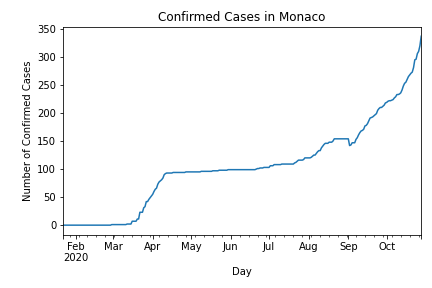 Confirmed Cases in Monaco
Number of Confirmed Cases
350
300
250
200
150
100
50
0
Feb Mar Apr May Jun Jul Aug Sep Oct
2020
Day